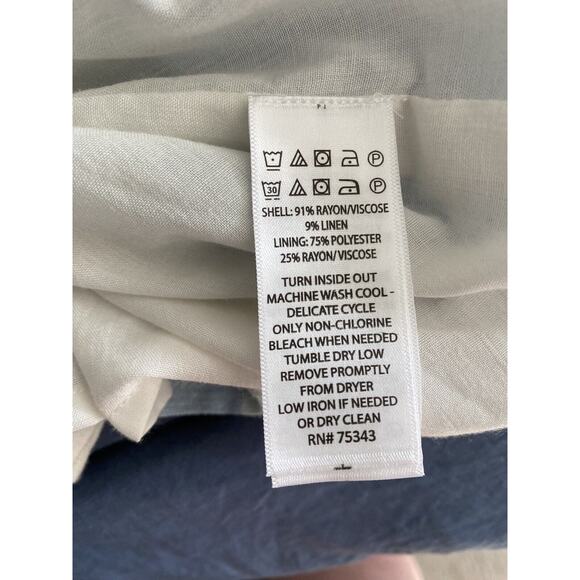 30
P
P
SHELL: 91% RAYON/VISCOSE
9% LINEN
LINING: 75% POLYESTER
25% RAYON/VISCOSE
TURN INSIDE OUT
MACHINE WASH COOL -
DELICATE CYCLE
ONLY NON-CHLORINE
BLEACH WHEN NEEDED
TUMBLE DRY LOW
REMOVE PROMPTLY
FROM DRYER
LOW IRON IF NEEDED
OR DRY CLEAN
RN# 75343